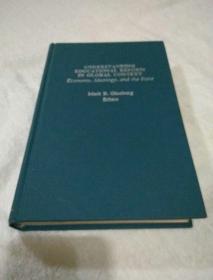 UNDERSTANDING
EDUCATIONAL REFORM
IN GLOBAL CONTEXT
Economy, Ideology, and the State
Mark B. Ginsburg
Editor